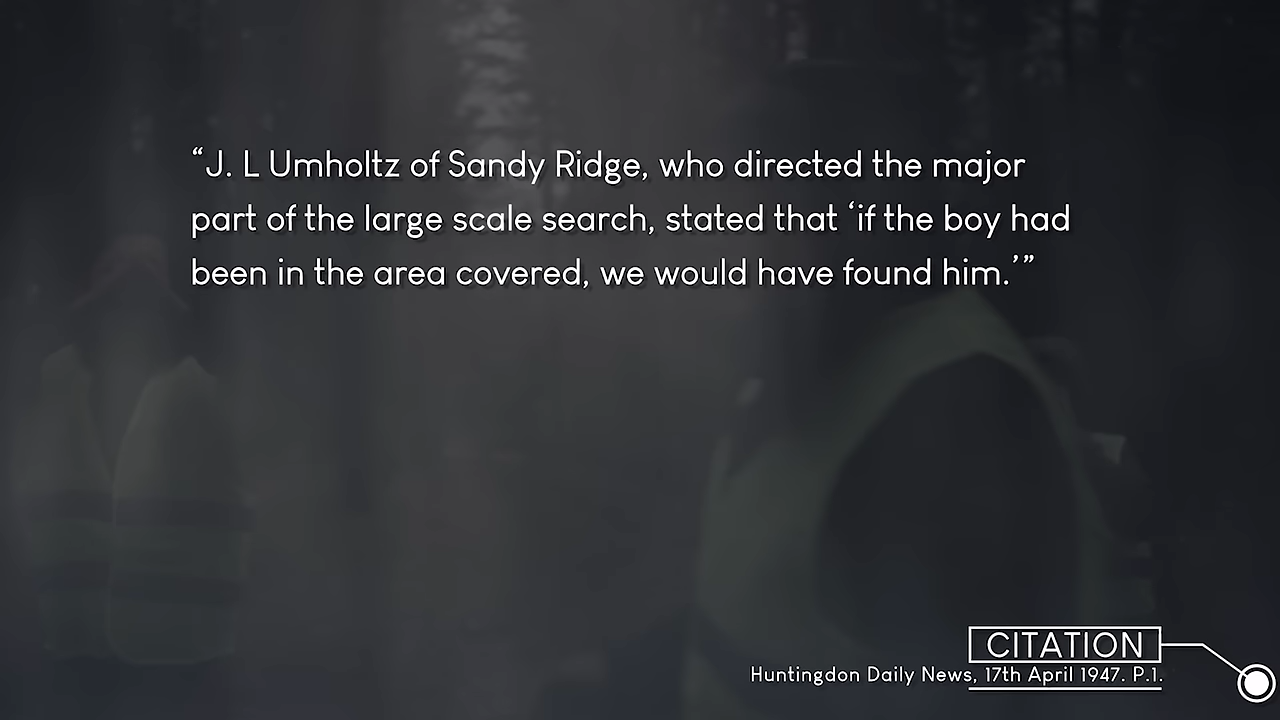 “J. L Umholtz of Sandy Ridge, who directed the major
part of the large scale search, stated that ‘if the boy had
been in the area covered, we would have found him.’”
CITATION
Huntingdon Daily News, 17th April 1947. P.1.